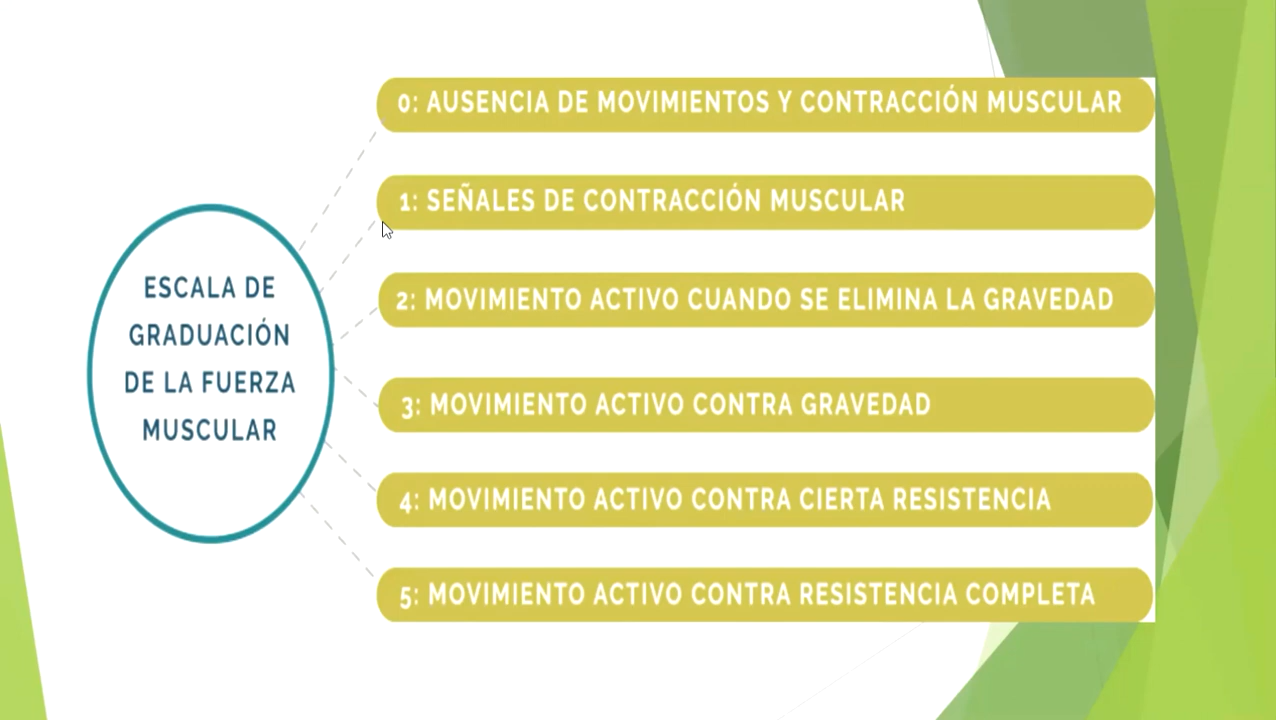 ESCALA DE
GRADUACIÓN
DE LA FUERZA
MUSCULAR
0: AUSENCIA DE MOVIMIENTOS Y CONTRACCIÓN MUSCULAR
1: SEÑALES DE CONTRACCIÓN MUSCULAR
2: MOVIMIENTO ACTIVO CUANDO SE ELIMINA LA GRAVEDAD
3: MOVIMIENTO ACTIVO CONTRA GRAVEDAD
4: MOVIMIENTO ACTIVO CONTRA CIERTA RESISTENCIA
5: MOVIMIENTO ACTIVO CONTRA RESISTENCIA COMPLETA